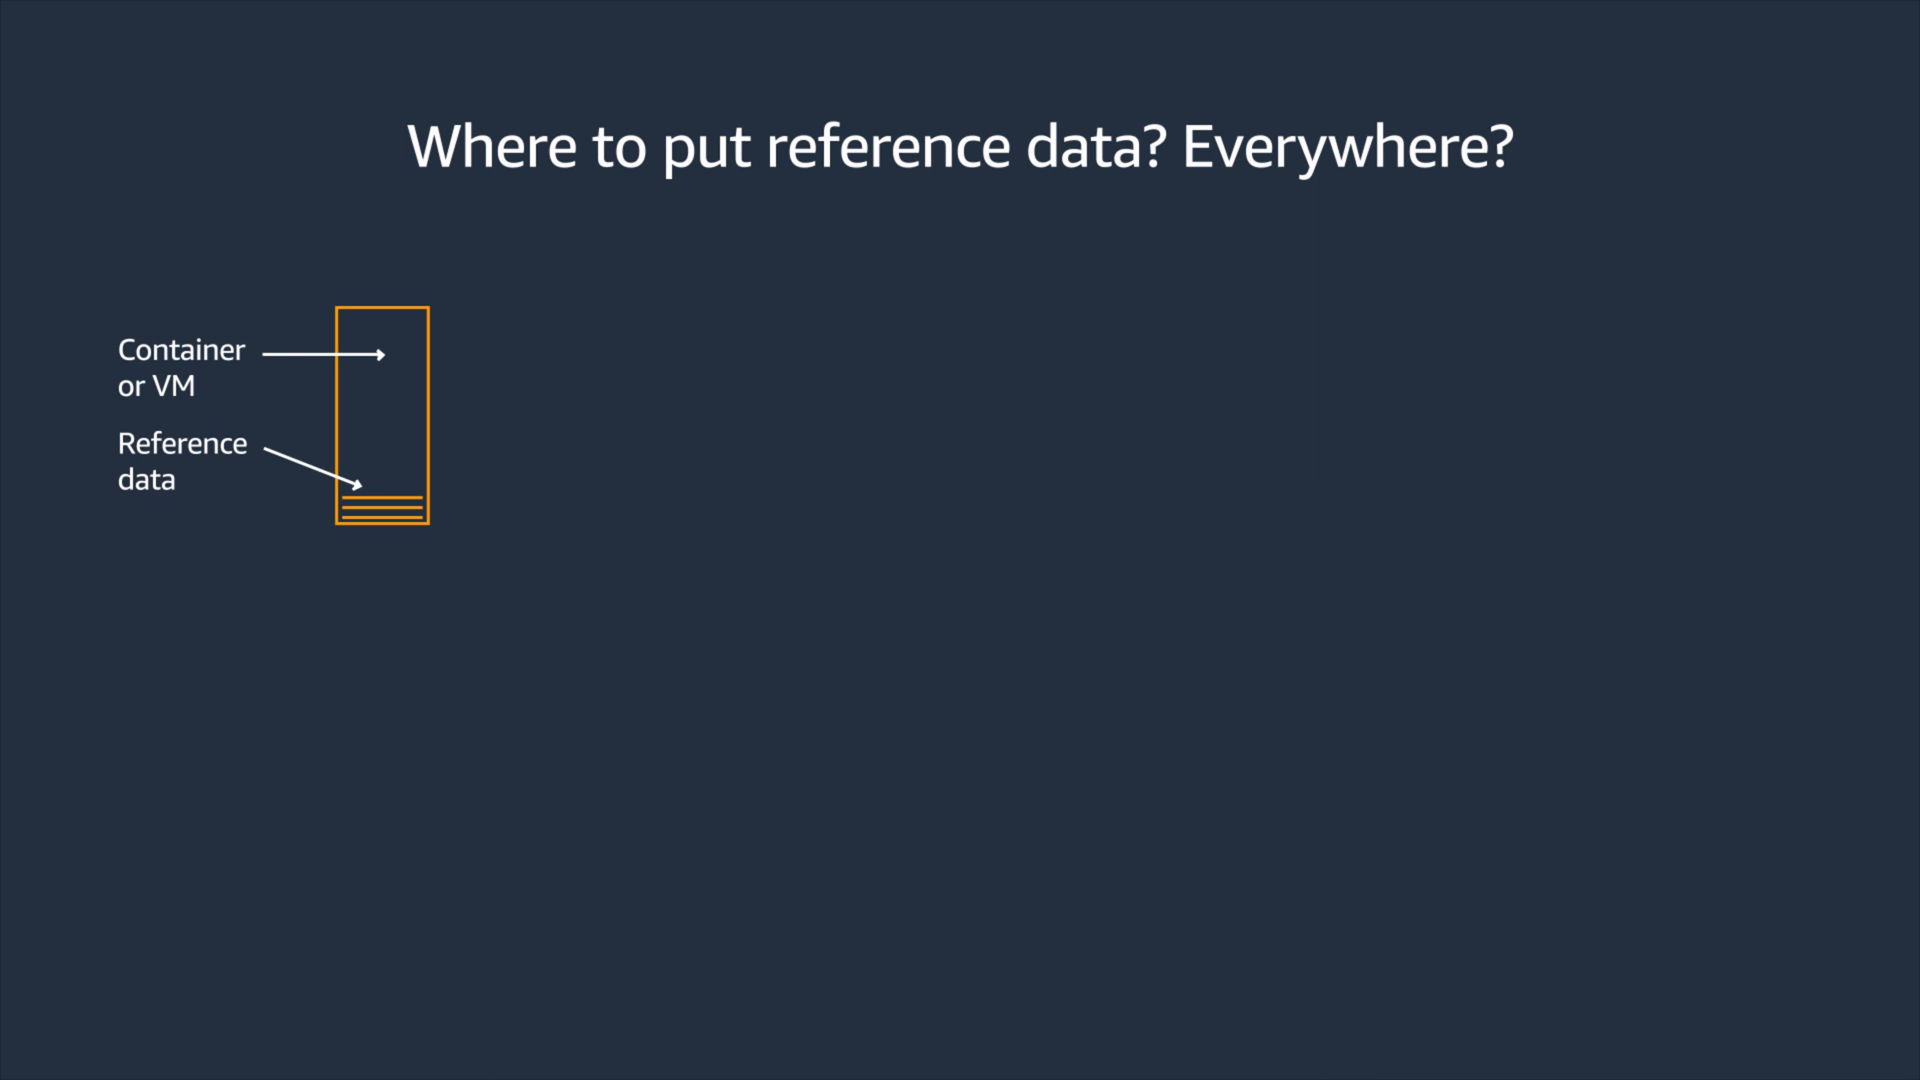 Where to put reference data? Everywhere?
Container
or VM
Reference
data